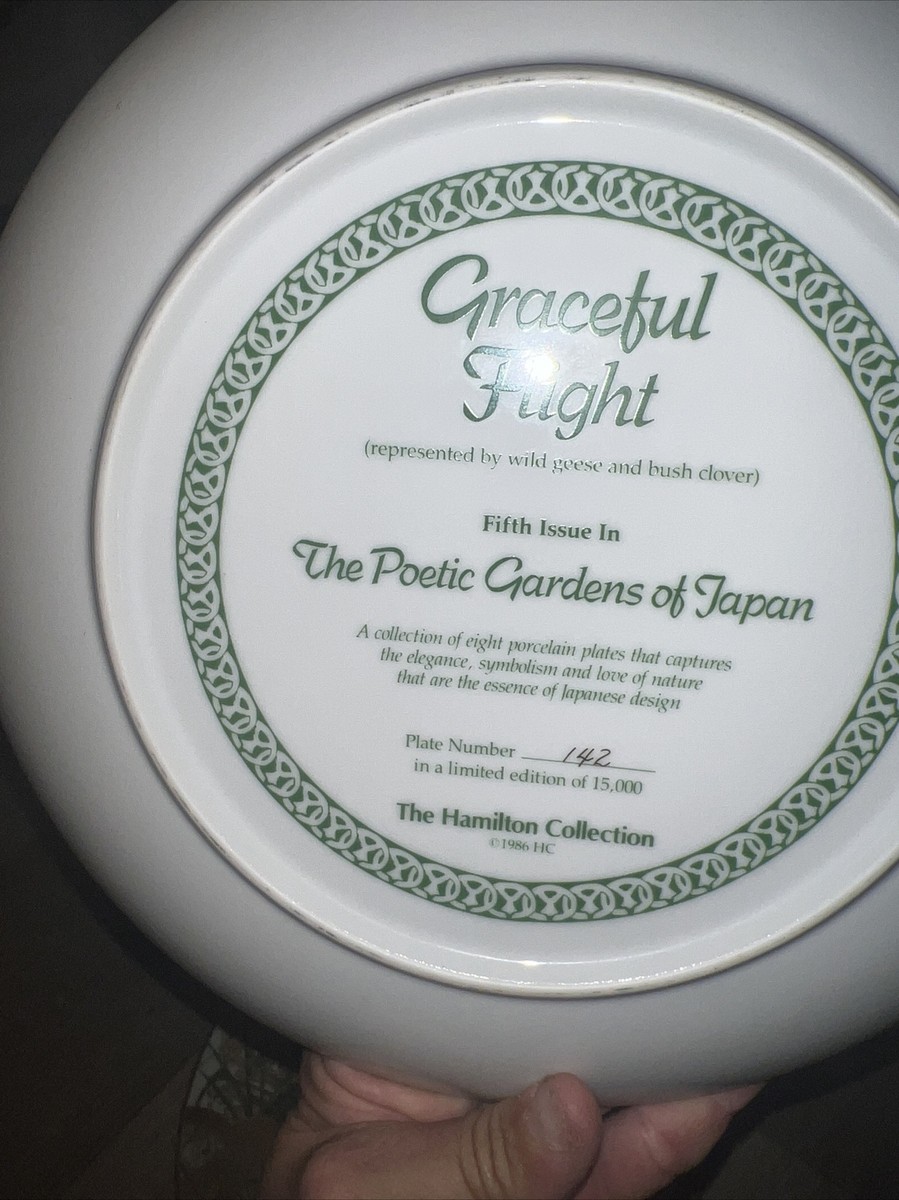 Graceful
Flight
(represented by wild geese and bush clover)
Fifth Issue In
The Poetic Gardens of Japan
A collection of eight porcelain plates that captures
the elegance, symbolism and love of nature
that are the essence of Japanese design
Plate Number 142
in a limited edition of 15,000
The Hamilton Collection
©1986 HC